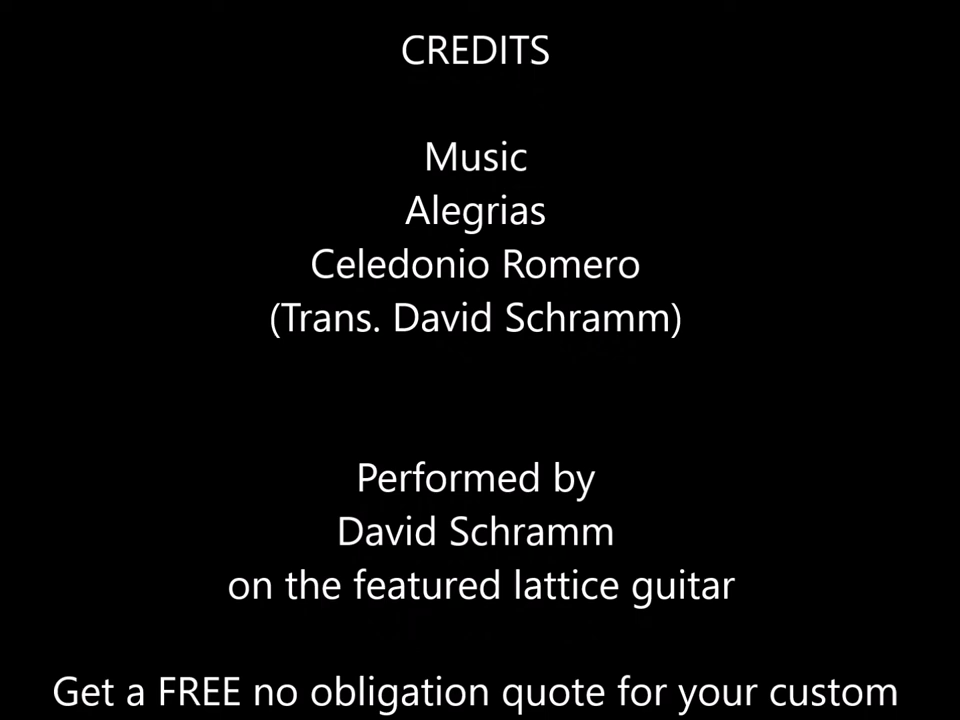 CREDITS
Music
Alegrias
Celedonio Romero
(Trans. David Schramm)
Performed by
David Schramm
on the featured lattice guitar
Get a FREE no obligation quote for your custom